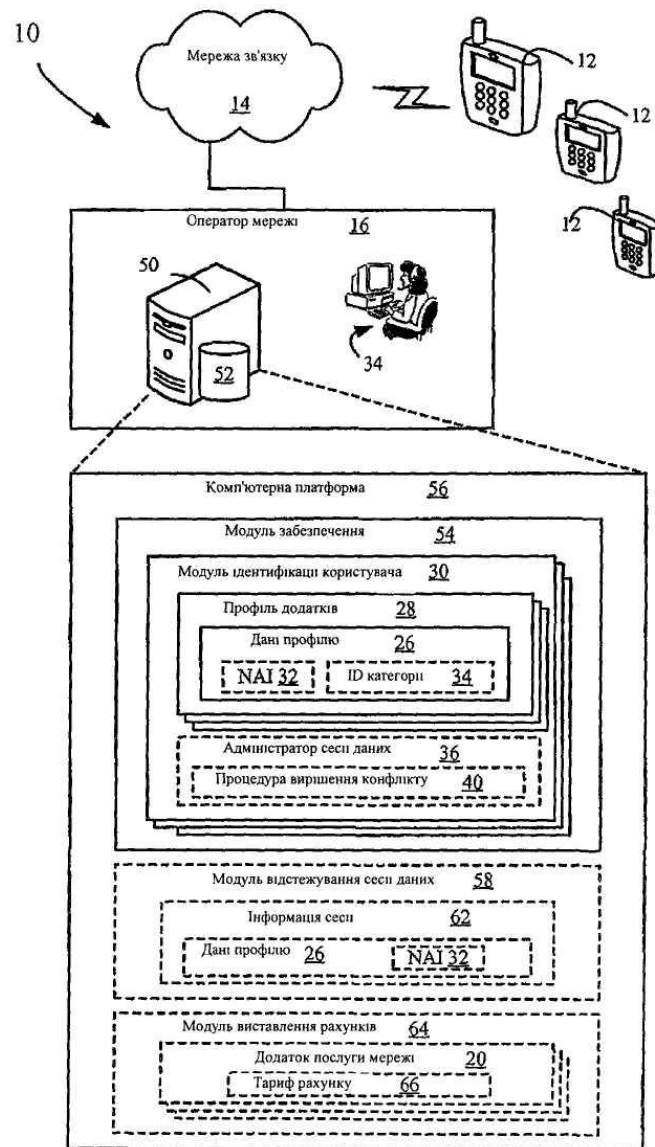 10
Мережа зв'язку
14
12
12
12
Оператор мережі 16
50
52
34
Комп'ютерна платформа 56
Модуль забезпечення 54
Модуль ідентифікації користувача 30
Профіль додатків 28
Дані профілю 26
NAI 32 ID категорії 34
Адміністратор сесії даних 36
Процедура вирішення конфлікту 40
Модуль відстежування сесії даних 58
Інформація сесії 62
Дані профілю 26 NAI 32
Модуль виставлення рахунків 64
Додаток послуги мережі 20
Тариф рахунку 66